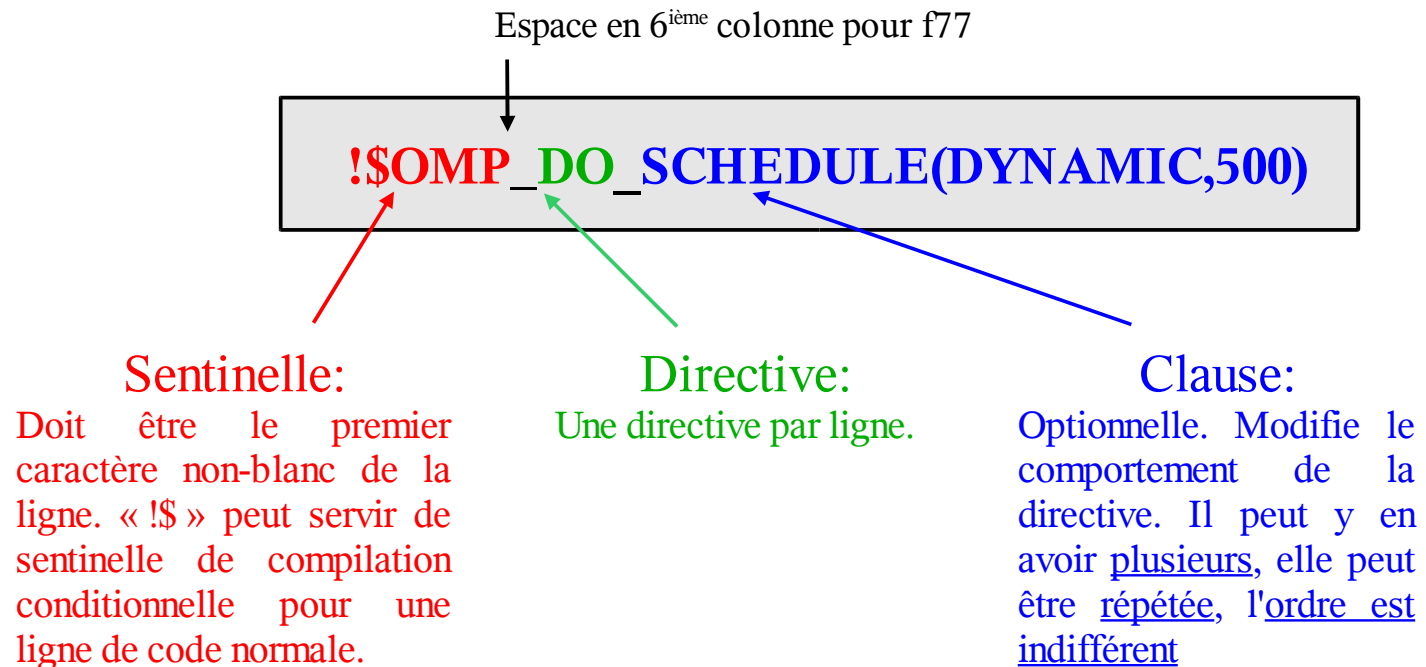 Espace en 6ième colonne pour f77
!$OMP_DO_SCHEDULE(DYNAMIC,500)
Sentinelle:
Doit être le premier
caractère non-blanc de la
ligne. « !$ » peut servir de
sentinelle de compilation
conditionnelle pour une
ligne de code normale.
Directive:
Une directive par ligne.
Clause:
Optionnelle. Modifie le
comportement de la
directive. Il peut y en
avoir plusieurs, elle peut
être répétée, l'ordre est
indifférent